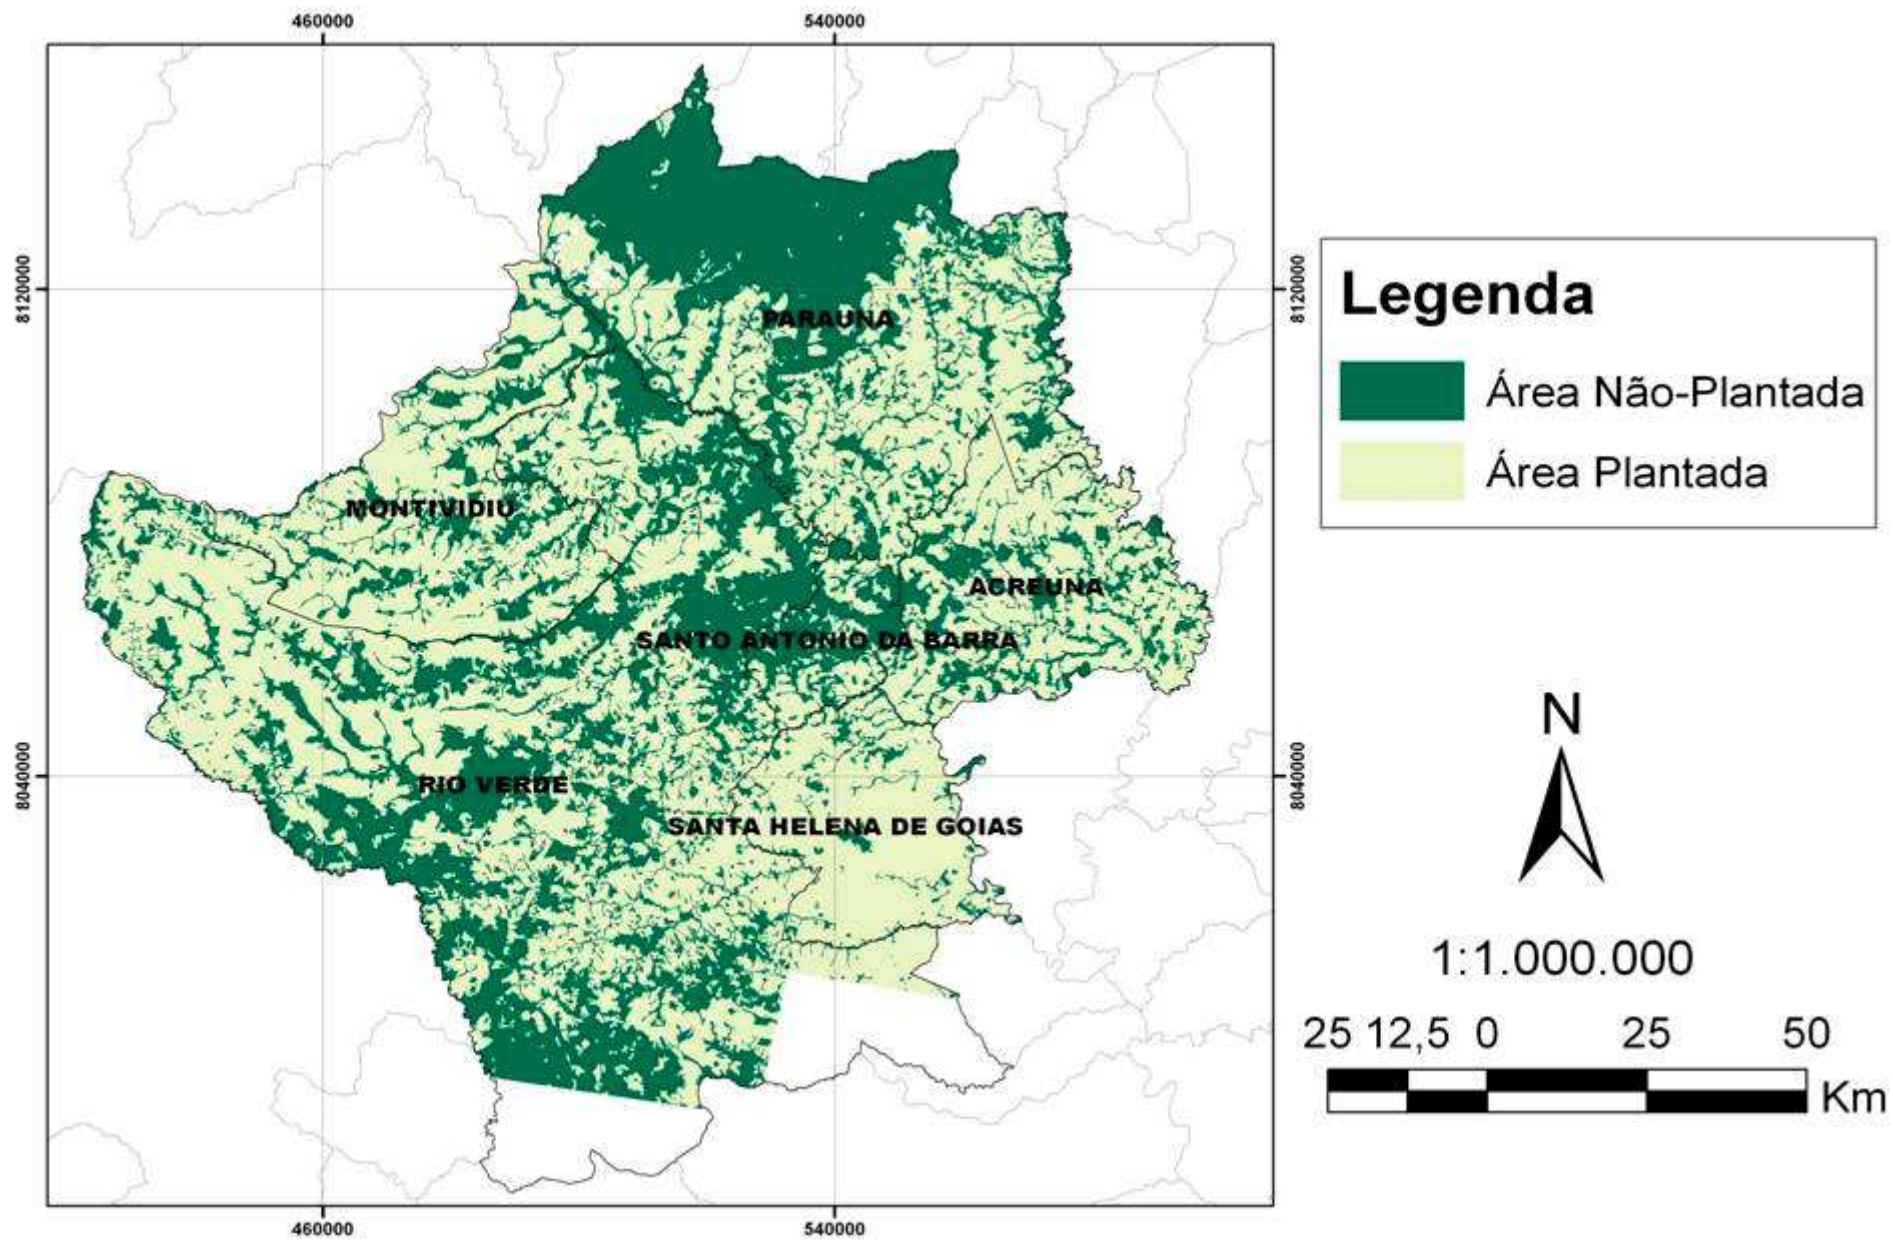 460000 540000
8120000 8120000
PARAUNA
MONTIVIDIU
ACREUNA
SANTO ANTONIO DA BARRA
8040000 8040000
RIO VERDE
SANTA HELENA DE GOIAS
460000 540000
Legenda
Área Não-Plantada
Área Plantada
N
1:1.000.000
25 12,5 0 25 50
Km